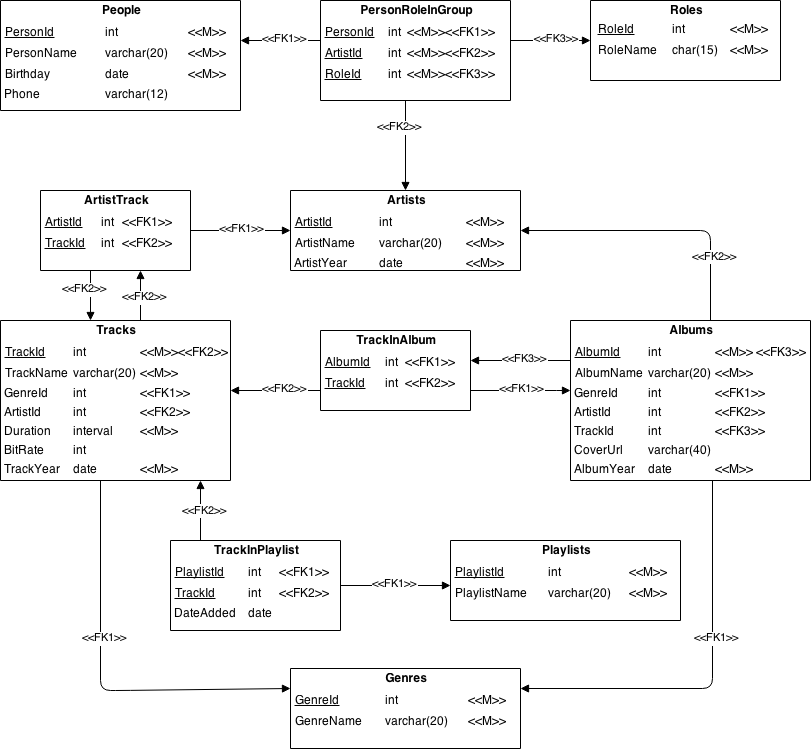 People
PersonId int <<M>>
PersonName varchar(20) <<M>>
Birthday date <<M>>
Phone varchar(12)
<<FK1>>
PersonRoleInGroup
PersonId int <<M>><<FK1>>
ArtistId int <<M>><<FK2>>
RoleId int <<M>><<FK3>>
<<FK3>>
Roles
RoleId int <<M>>
RoleName char(15) <<M>>
<<FK2>>
ArtistTrack
ArtistId int <<FK1>>
TrackId int <<FK2>>
<<FK1>>
Artists
ArtistId int <<M>>
ArtistName varchar(20) <<M>>
ArtistYear date <<M>>
<<FK2>>
<<FK2>>
<<FK2>>
Tracks
TrackId int <<M>><<FK2>>
TrackName varchar(20) <<M>>
GenreId int <<FK1>>
ArtistId int <<FK2>>
Duration interval <<M>>
BitRate int
TrackYear date <<M>>
<<FK2>>
TrackInAlbum
AlbumId int <<FK1>>
TrackId int <<FK2>>
<<FK3>>
<<FK1>>
Albums
AlbumId int <<M>> <<FK3>>
AlbumName varchar(20) <<M>>
GenreId int <<FK1>>
ArtistId int <<FK2>>
TrackId int <<FK3>>
CoverUrl varchar(40)
AlbumYear date <<M>>
<<FK2>>
TrackInPlaylist
PlaylistId int <<FK1>>
TrackId int <<FK2>>
DateAdded date
<<FK1>>
Playlists
PlaylistId int <<M>>
PlaylistName varchar(20) <<M>>
<<FK1>>
<<FK1>>
Genres
GenreId int <<M>>
GenreName varchar(20) <<M>>